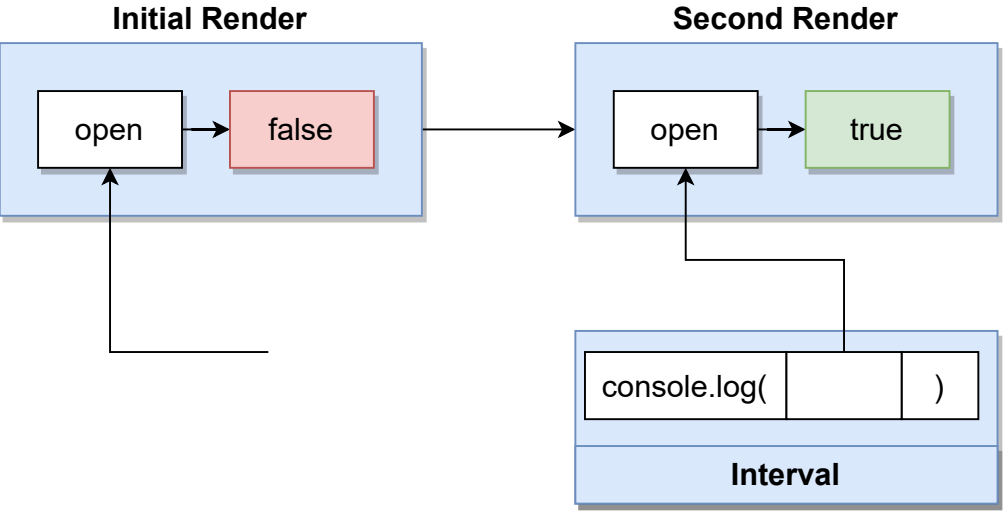 Initial Render
Second Render
open
false
open
true
console.log(
)
Interval